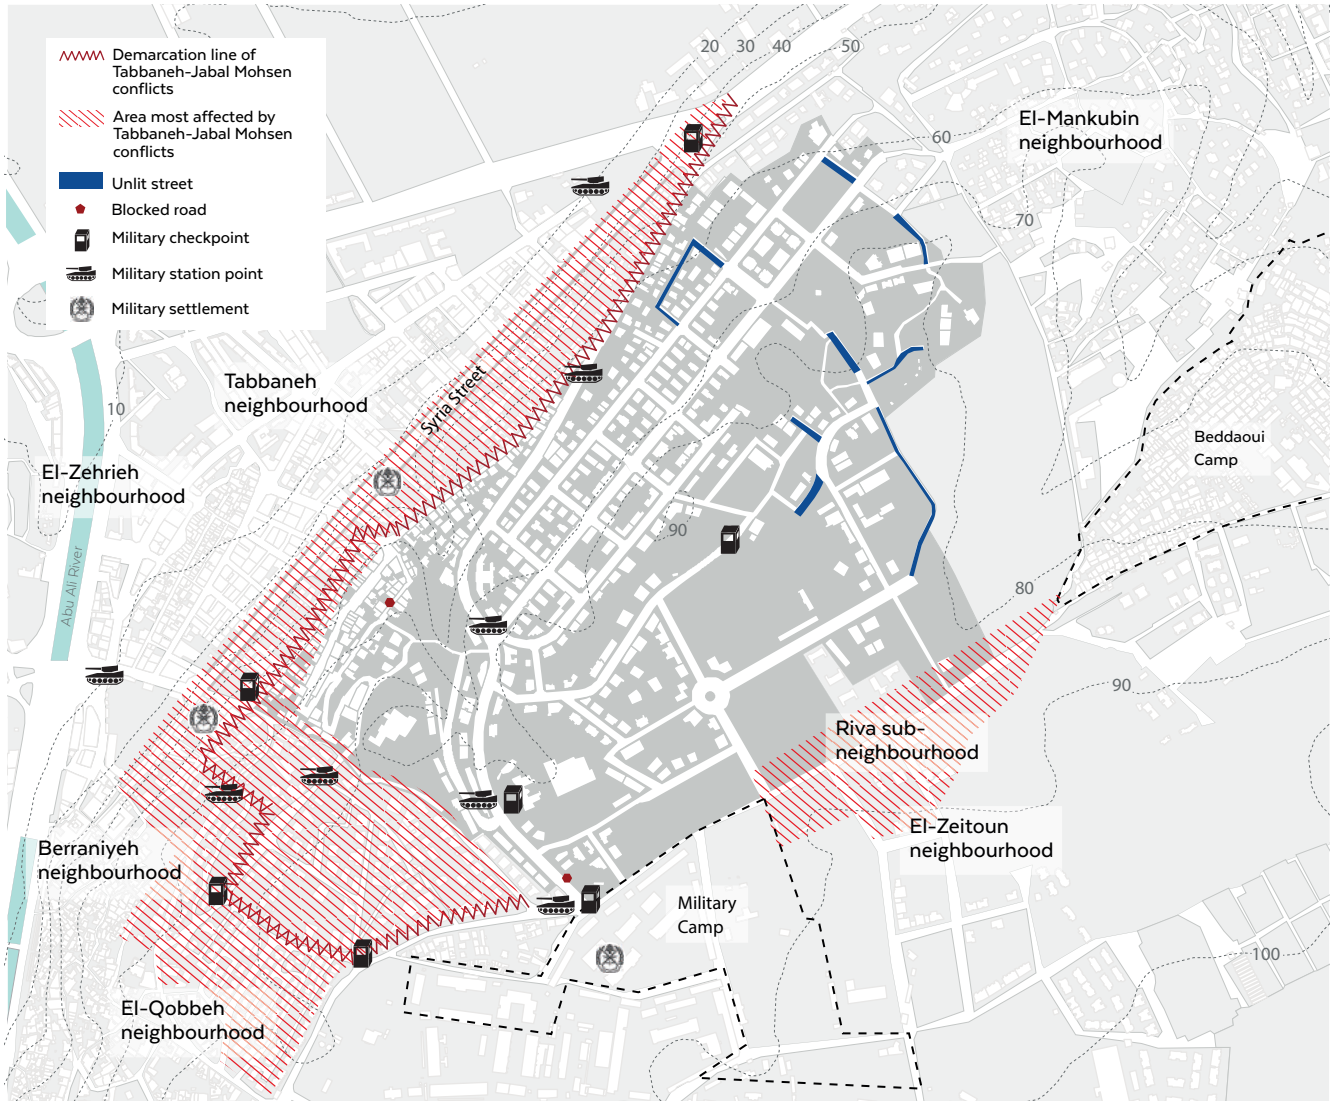 Demarcation line of
Tabbaneh-Jabal Mohsen
conflicts
Area most affected by
Tabbaneh-Jabal Mohsen
conflicts
Unlit street
Blocked road
Military checkpoint
Military station point
Military settlement
20
30
40
50
60
70
El-Mankubin
neighbourhood
Tabbaneh
neighbourhood
Syria Street
10
El-Zehrieh
neighbourhood
Abu Ali River
Beddaoui
Camp
90
80
90
Riva sub-
neighbourhood
El-Zeitoun
neighbourhood
Berraniyeh
neighbourhood
Military
Camp
100
El-Qobbeh
neighbourhood